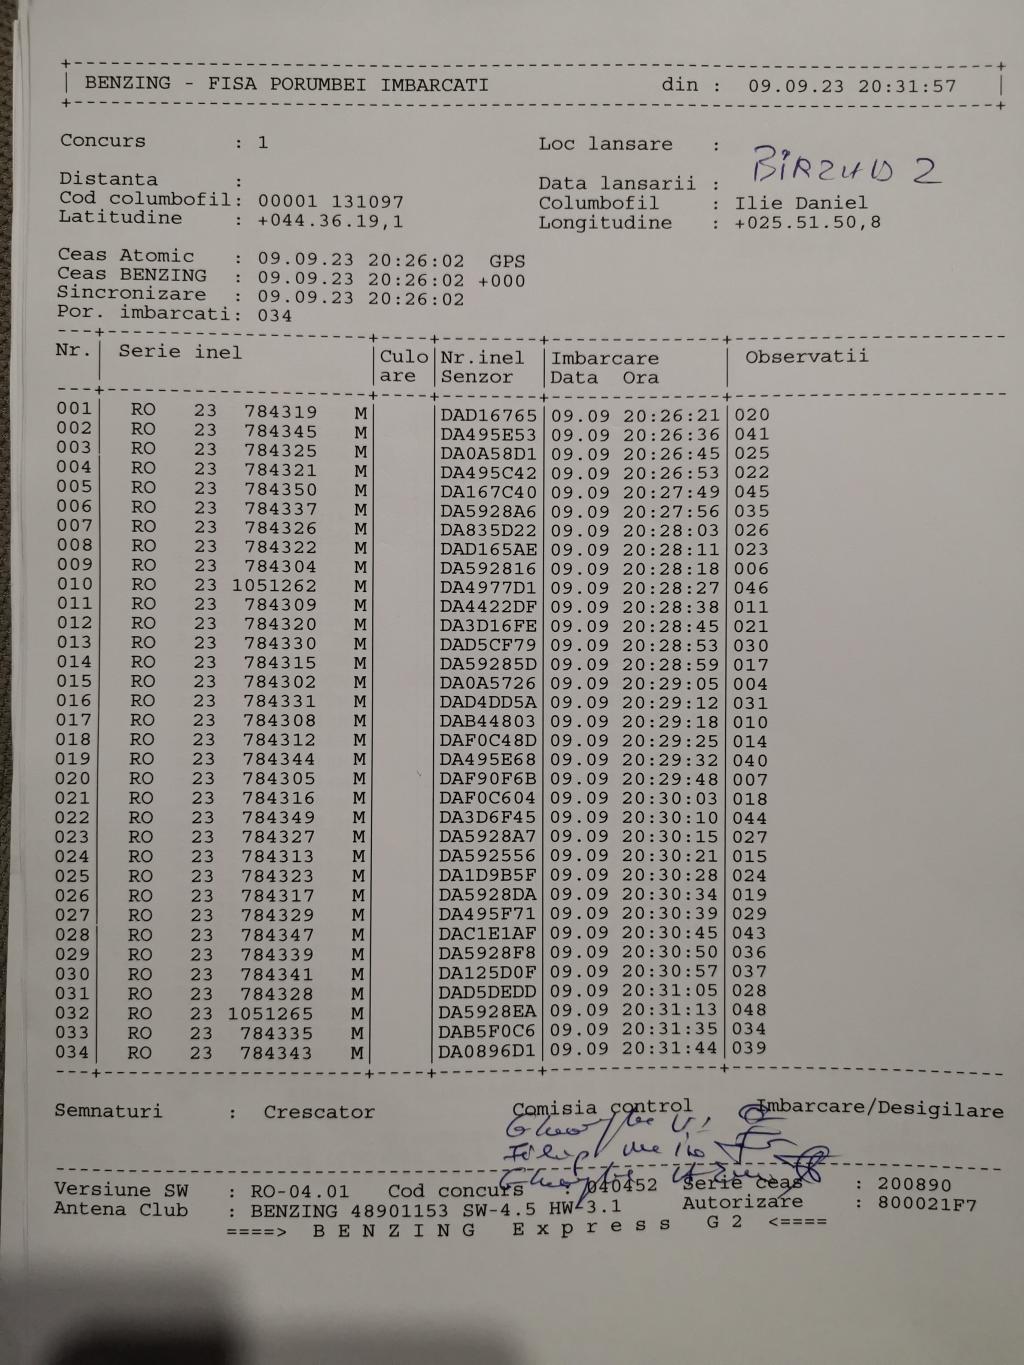 BENZING - FISA PORUMBEI IMBARCATI din : 09.09.23 20:31:57
Concurs : 1 Loc lansare : BIRZUD 2
Distanta : Data lansarii :
Cod columbofil: 00001 131097 Columbofil : Ilie Daniel
Latitudine : +044.36.19,1 Longitudine : +025.51.50,8
Ceas Atomic : 09.09.23 20:26:02 GPS
Ceas BENZING : 09.09.23 20:26:02 +000
Sincronizare : 09.09.23 20:26:02
Por. imbarcati: 034
Nr. Serie inel Culo Nr.inel Imbarcare Observatii
are Senzor Data Ora
001 RO 23 784319 M DAD16765 09.09 20:26:21 020
002 RO 23 784345 M DA495E53 09.09 20:26:36 041
003 RO 23 784325 M DA0A58D1 09.09 20:26:45 025
004 RO 23 784321 M DA495C42 09.09 20:26:53 022
005 RO 23 784350 M DA167C40 09.09 20:27:49 045
006 RO 23 784337 M DA5928A6 09.09 20:27:56 035
007 RO 23 784326 M DA835D22 09.09 20:28:03 026
008 RO 23 784322 M DAD165AE 09.09 20:28:11 023
009 RO 23 784304 M DA592816 09.09 20:28:18 006
010 RO 23 1051262 M DA4977D1 09.09 20:28:27 046
011 RO 23 784309 M DA4422DF 09.09 20:28:38 011
012 RO 23 784320 M DA3D16FE 09.09 20:28:45 021
013 RO 23 784330 M DAD5CF79 09.09 20:28:53 030
014 RO 23 784315 M DA59285D 09.09 20:28:59 017
015 RO 23 784302 M DA0A5726 09.09 20:29:05 004
016 RO 23 784331 M DAD4DD5A 09.09 20:29:12 031
017 RO 23 784308 M DAB44803 09.09 20:29:18 010
018 RO 23 784312 M DAF0C48D 09.09 20:29:25 014
019 RO 23 784344 M DA495E68 09.09 20:29:32 040
020 RO 23 784305 M DAF90F6B 09.09 20:29:48 007
021 RO 23 784316 M DAF0C604 09.09 20:30:03 018
022 RO 23 784349 M DA3D6F45 09.09 20:30:10 044
023 RO 23 784327 M DA5928A7 09.09 20:30:15 027
024 RO 23 784313 M DA592556 09.09 20:30:21 015
025 RO 23 784323 M DA1D9B5F 09.09 20:30:28 024
026 RO 23 784317 M DA5928DA 09.09 20:30:34 019
027 RO 23 784329 M DA495F71 09.09 20:30:39 029
028 RO 23 784347 M DAC1E1AF 09.09 20:30:45 043
029 RO 23 784339 M DA5928F8 09.09 20:30:50 036
030 RO 23 784341 M DA125D0F 09.09 20:30:57 037
031 RO 23 784328 M DAD5DEDD 09.09 20:31:05 028
032 RO 23 1051265 M DA5928EA 09.09 20:31:13 048
033 RO 23 784335 M DAB5F0C6 09.09 20:31:35 034
034 RO 23 784343 M DA0896D1 09.09 20:31:44 039
Semnaturi : Crescator Comisia control Imbarcare/Desigilare
Versiune SW : RO-04.01 Cod concurs : 040452 Serie ceas : 200890
Antena Club : BENZING 48901153 SW-4.5 HW-3.1 Autorizare : 800021F7
====> B E N Z I N G E x p r e s s G 2 <====